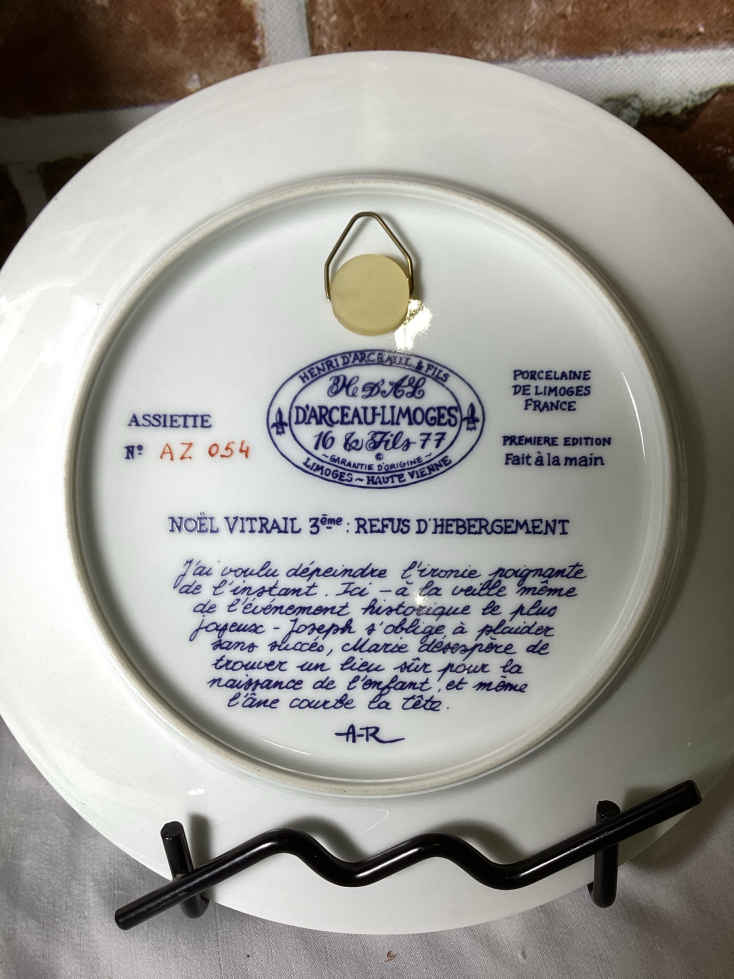 HENRI D'ARCEAU & FILS
H D AL
D'ARCEAU-LIMOGES
16 & Fils 77
©
~GARANTIE D'ORIGINE~
LIMOGES ~ HAUTE VIENNE
ASSIETTE
Nº AZ 054
PORCELAINE
DE LIMOGES
FRANCE
PREMIERE EDITION
Fait à la main
NOËL VITRAIL 3ème : REFUS D'HEBERGEMENT
J'ai voulu dépeindre l'ironie poignante
de l'instant. Ici - à la veille même
de l'événement historique le plus
joyeux - Joseph s'oblige à plaider
sans succés, Marie désespère de
trouver un lieu sûr pour la
naissance de l'enfant, et même
l'âne courbe la tête.
A-R